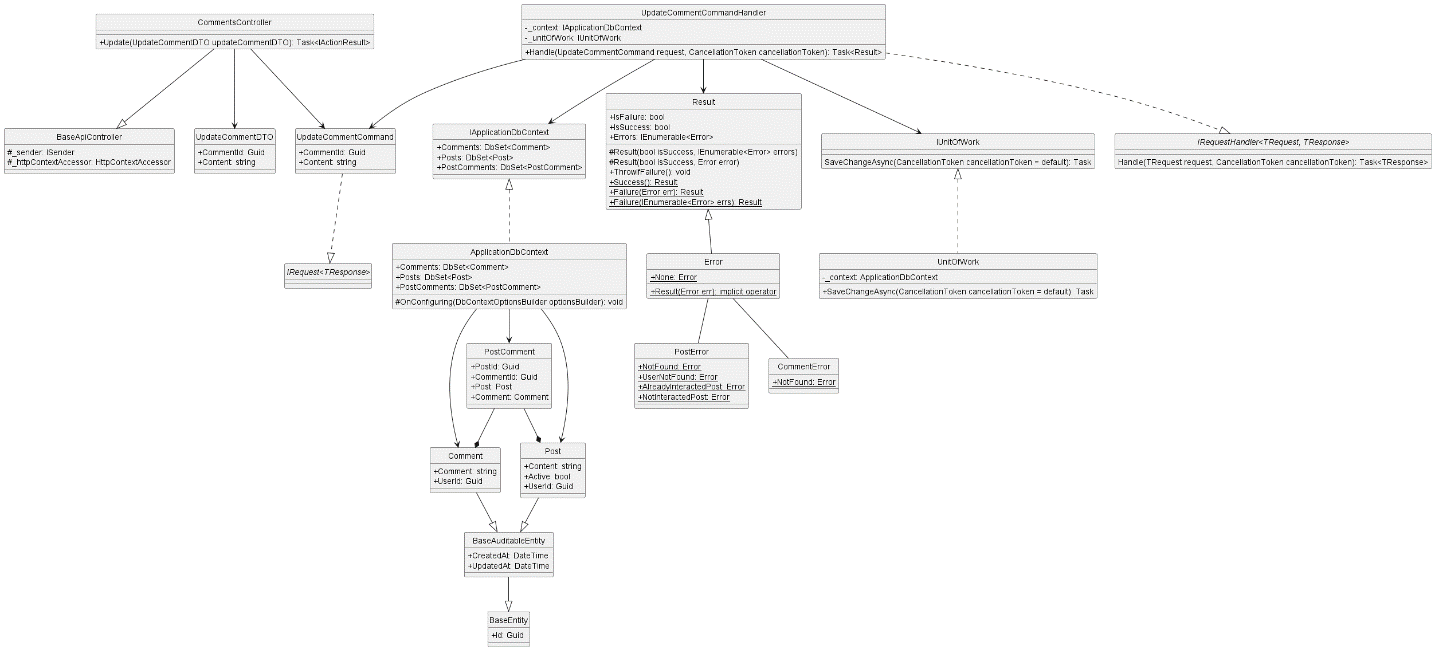 CommentsController
+Update(UpdateCommentDTO updateCommentDTO): Task<IActionResult>
UpdateCommentCommandHandler
-_context: IApplicationDbContext
-_unitOfWork: IUnitOfWork
+Handle(UpdateCommentCommand request, CancellationToken cancellationToken): Task<Result>
BaseApiController
#_sender: ISender
#_httpContextAccessor: HttpContextAccessor
UpdateCommentDTO
+CommentId: Guid
+Content: string
UpdateCommentCommand
+CommentId: Guid
+Content: string
IApplicationDbContext
+Comments: DbSet<Comment>
+Posts: DbSet<Post>
+PostComments: DbSet<PostComment>
Result
+IsFailure: bool
+IsSuccess: bool
+Errors: IEnumerable<Error>
#Result(bool isSuccess, IEnumerable<Error> errors)
#Result(bool isSuccess, Error error)
+ThrowIfFailure(): void
+Success(): Result
+Failure(Error err): Result
+Failure(IEnumerable<Error> errs): Result
IUnitOfWork
SaveChangeAsync(CancellationToken cancellationToken = default): Task
IRequestHandler<TRequest, TResponse>
Handle(TRequest request, CancellationToken cancellationToken): Task<TResponse>
IRequest<TResponse>
ApplicationDbContext
+Comments: DbSet<Comment>
+Posts: DbSet<Post>
+PostComments: DbSet<PostComment>
#OnConfiguring(DbContextOptionsBuilder optionsBuilder): void
Error
+None: Error
+Result(Error err): implicit operator
UnitOfWork
-_context: ApplicationDbContext
+SaveChangeAsync(CancellationToken cancellationToken = default): Task
PostComment
+PostId: Guid
+CommentId: Guid
+Post: Post
+Comment: Comment
PostError
+NotFound: Error
+UserNotFound: Error
+AlreadyInteractedPost: Error
+NotInteractedPost: Error
CommentError
+NotFound: Error
Comment
+Comment: string
+UserId: Guid
Post
+Content: string
+Active: bool
+UserId: Guid
BaseAuditableEntity
+CreatedAt: DateTime
+UpdatedAt: DateTime
BaseEntity
+Id: Guid